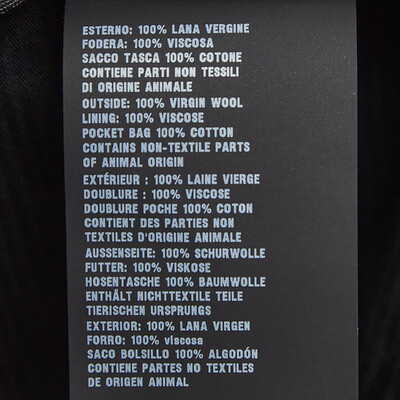 ESTERNO: 100% LANA VERGINE
FODERA: 100% VISCOSA
SACCO TASCA 100% COTONE
CONTIENE PARTI NON TESSILI
DI ORIGINE ANIMALE
OUTSIDE: 100% VIRGIN WOOL
LINING: 100% VISCOSE
POCKET BAG 100% COTTON
CONTAINS NON-TEXTILE PARTS
OF ANIMAL ORIGIN
EXTÉRIEUR : 100% LAINE VIERGE
DOUBLURE : 100% VISCOSE
DOUBLURE POCHE 100% COTON
CONTIENT DES PARTIES NON
TEXTILES D'ORIGINE ANIMALE
AUSSENSEITE: 100% SCHURWOLLE
FUTTER: 100% VISKOSE
HOSENTASCHE 100% BAUMWOLLE
ENTHÄLT NICHTTEXTILE TEILE
TIERISCHEN URSPRUNGS
EXTERIOR: 100% LANA VIRGEN
FORRO: 100% viscosa
SACO BOLSILLO 100% ALGODÓN
CONTIENE PARTES NO TEXTILES
DE ORIGEN ANIMAL